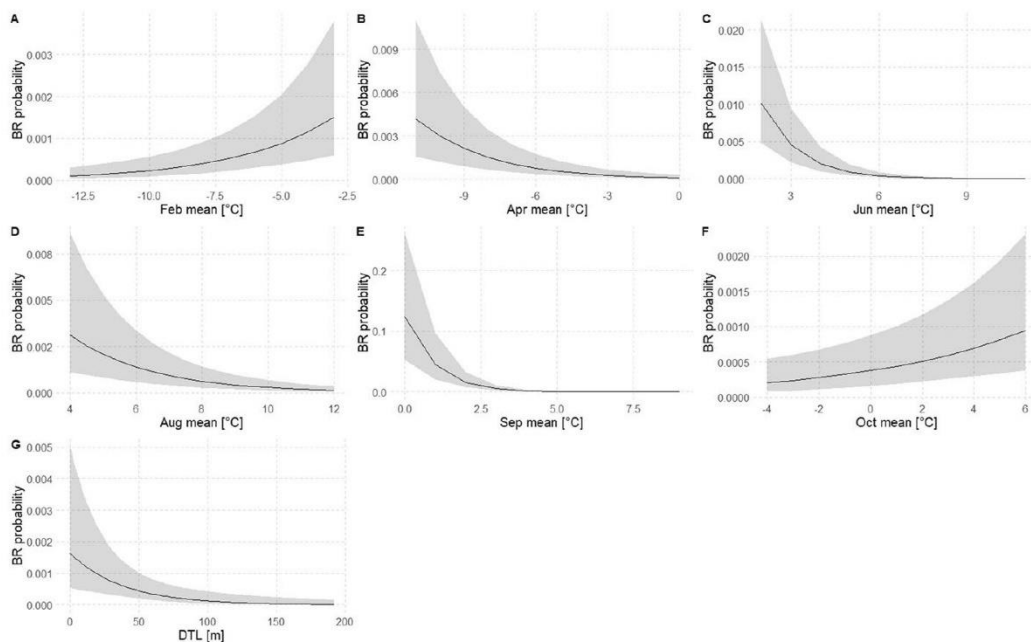 A
BR probability
0.003
0.002
0.001
0.000
-12.5 -10.0 -7.5 -5.0 -2.5
Feb mean [°C]
B
BR probability
0.009
0.006
0.003
0.000
-9 -6 -3 0
Apr mean [°C]
C
BR probability
0.020
0.015
0.010
0.005
0.000
3 6 9
Jun mean [°C]
D
BR probability
0.008
0.005
0.002
0.000
4 6 8 10 12
Aug mean [°C]
E
BR probability
0.2
0.1
0.0
0.0 2.5 5.0 7.5
Sep mean [°C]
F
BR probability
0.0020
0.0015
0.0010
0.0005
0.0000
-4 -2 0 2 4 6
Oct mean [°C]
G
BR probability
0.005
0.004
0.003
0.002
0.001
0.000
0 50 100 150 200
DTL [m]